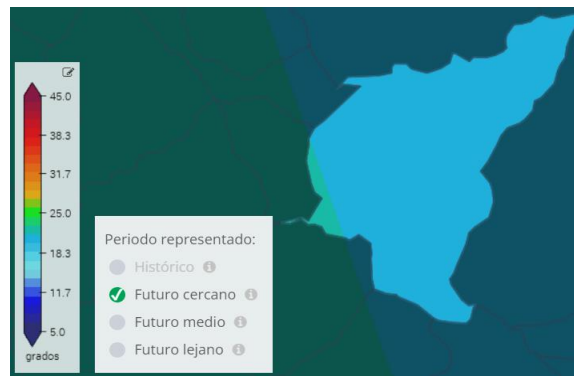 45.0
38.3
31.7
25.0
18.3
11.7
5.0
grados
Periodo representado:
Histórico
Futuro cercano
Futuro medio
Futuro lejano